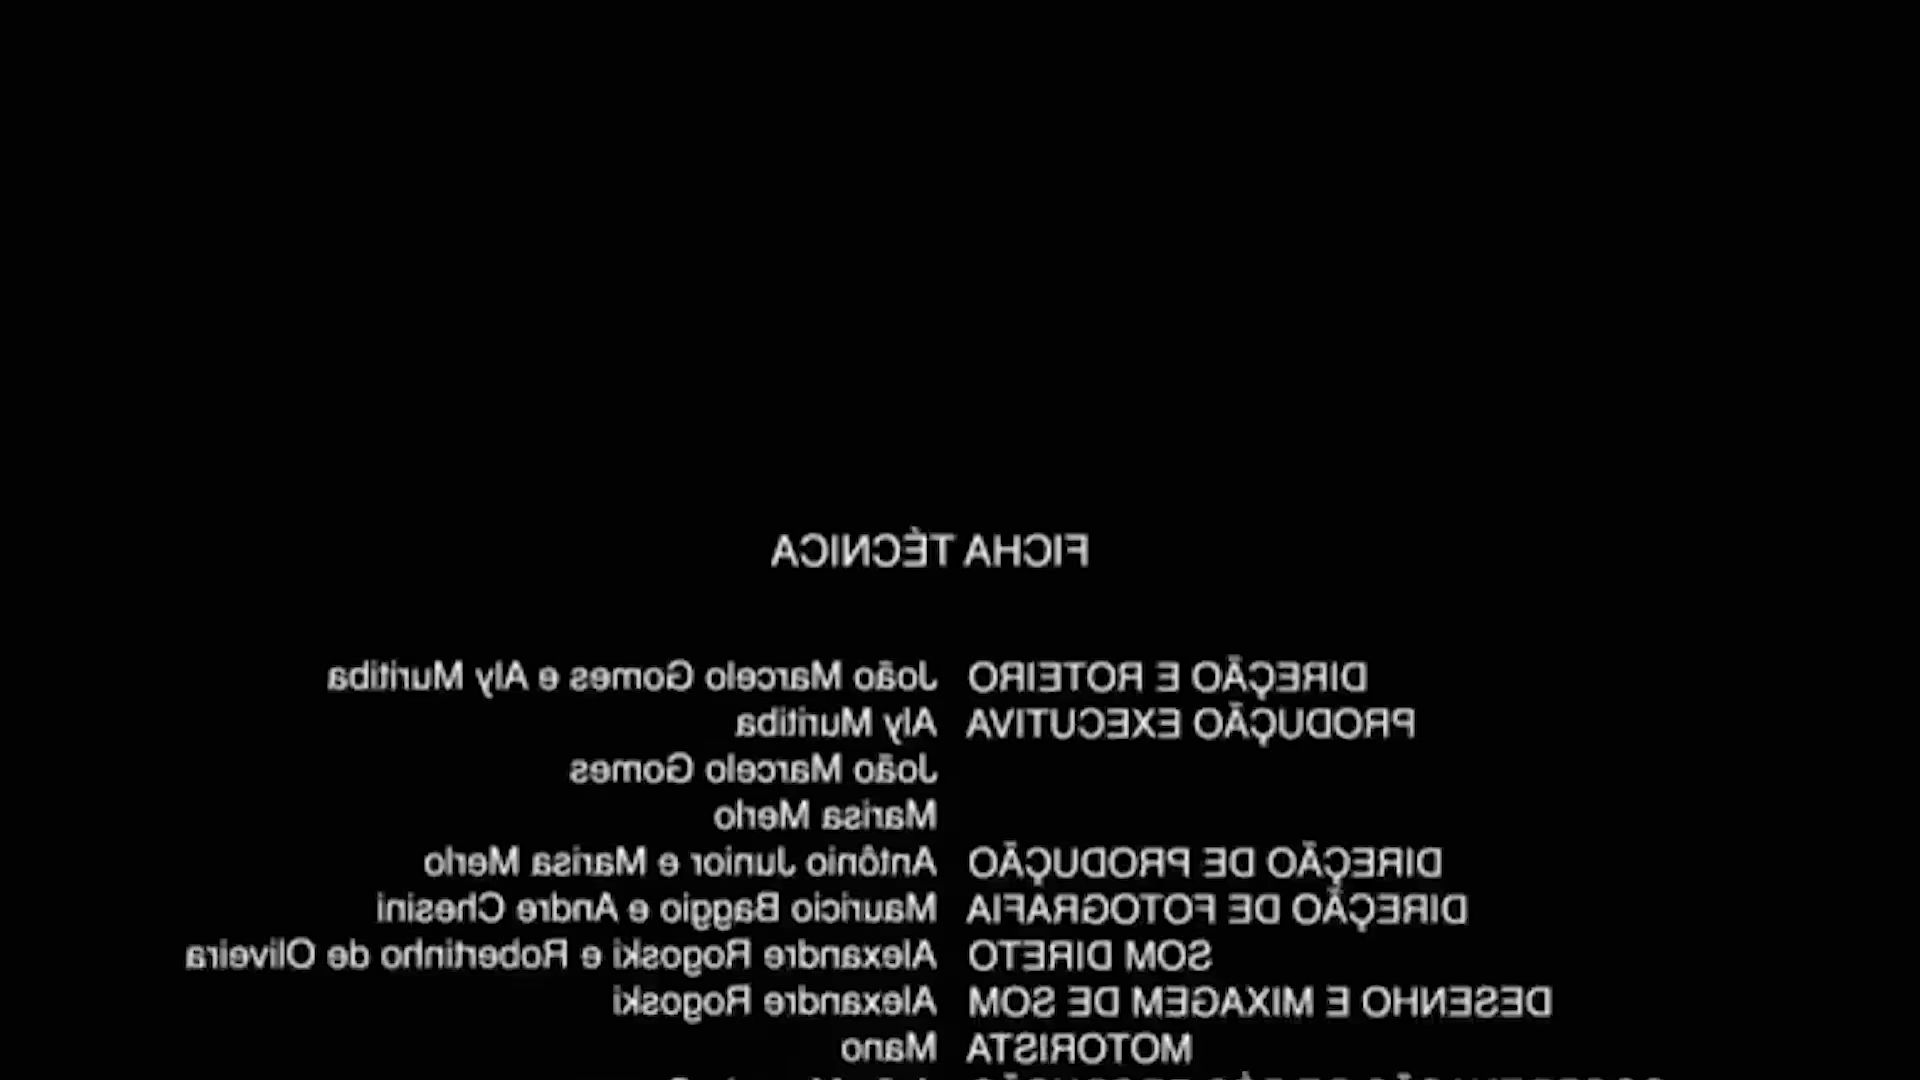 FICHA TÉCNICA
DIREÇÃO E ROTEIRO João Marcelo Gomes e Aly Muritiba
PRODUÇÃO EXECUTIVA Aly Muritiba
João Marcelo Gomes
Marisa Merlo
DIREÇÃO DE PRODUÇÃO Antônio Junior e Marisa Merlo
DIREÇÃO DE FOTOGRAFIA Mauricio Baggio e Andre Chesini
SOM DIRETO Alexandre Rogoski e Robertinho de Oliveira
DESENHO E MIXAGEM DE SOM Alexandre Rogoski
MOTORISTA Mano